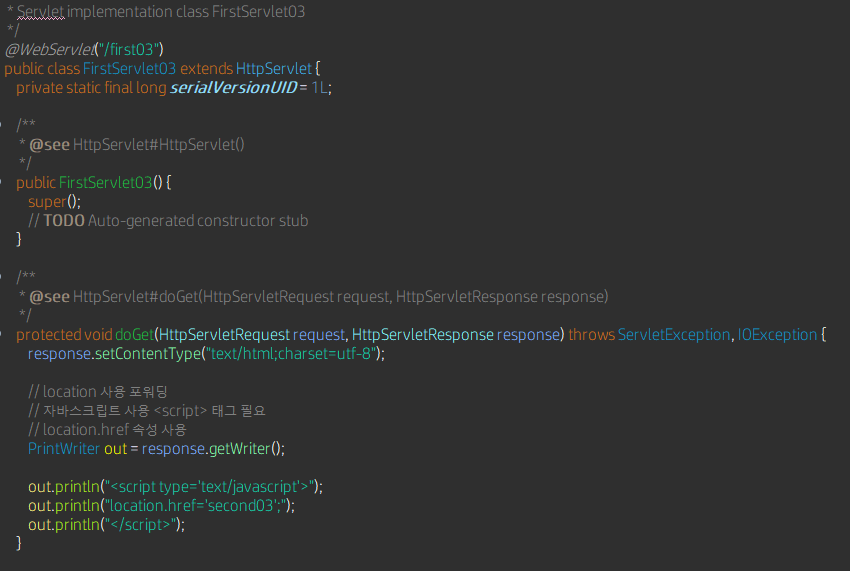 * Servlet implementation class FirstServlet03
*/
@WebServlet("/first03")
public class FirstServlet03 extends HttpServlet {
private static final long serialVersionUID = 1L;
/**
* @see HttpServlet#HttpServlet()
*/
public FirstServlet03() {
super();
// TODO Auto-generated constructor stub
}
/**
* @see HttpServlet#doGet(HttpServletRequest request, HttpServletResponse response)
*/
protected void doGet(HttpServletRequest request, HttpServletResponse response) throws ServletException, IOException {
response.setContentType("text/html;charset=utf-8");
// location 사용 포워딩
// 자바스크립트 사용 <script> 태그 필요
// location.href 속성 사용
PrintWriter out = response.getWriter();
out.println("<script type='text/javascript'>");
out.println("location.href='second03';");
out.println("</script>");
}